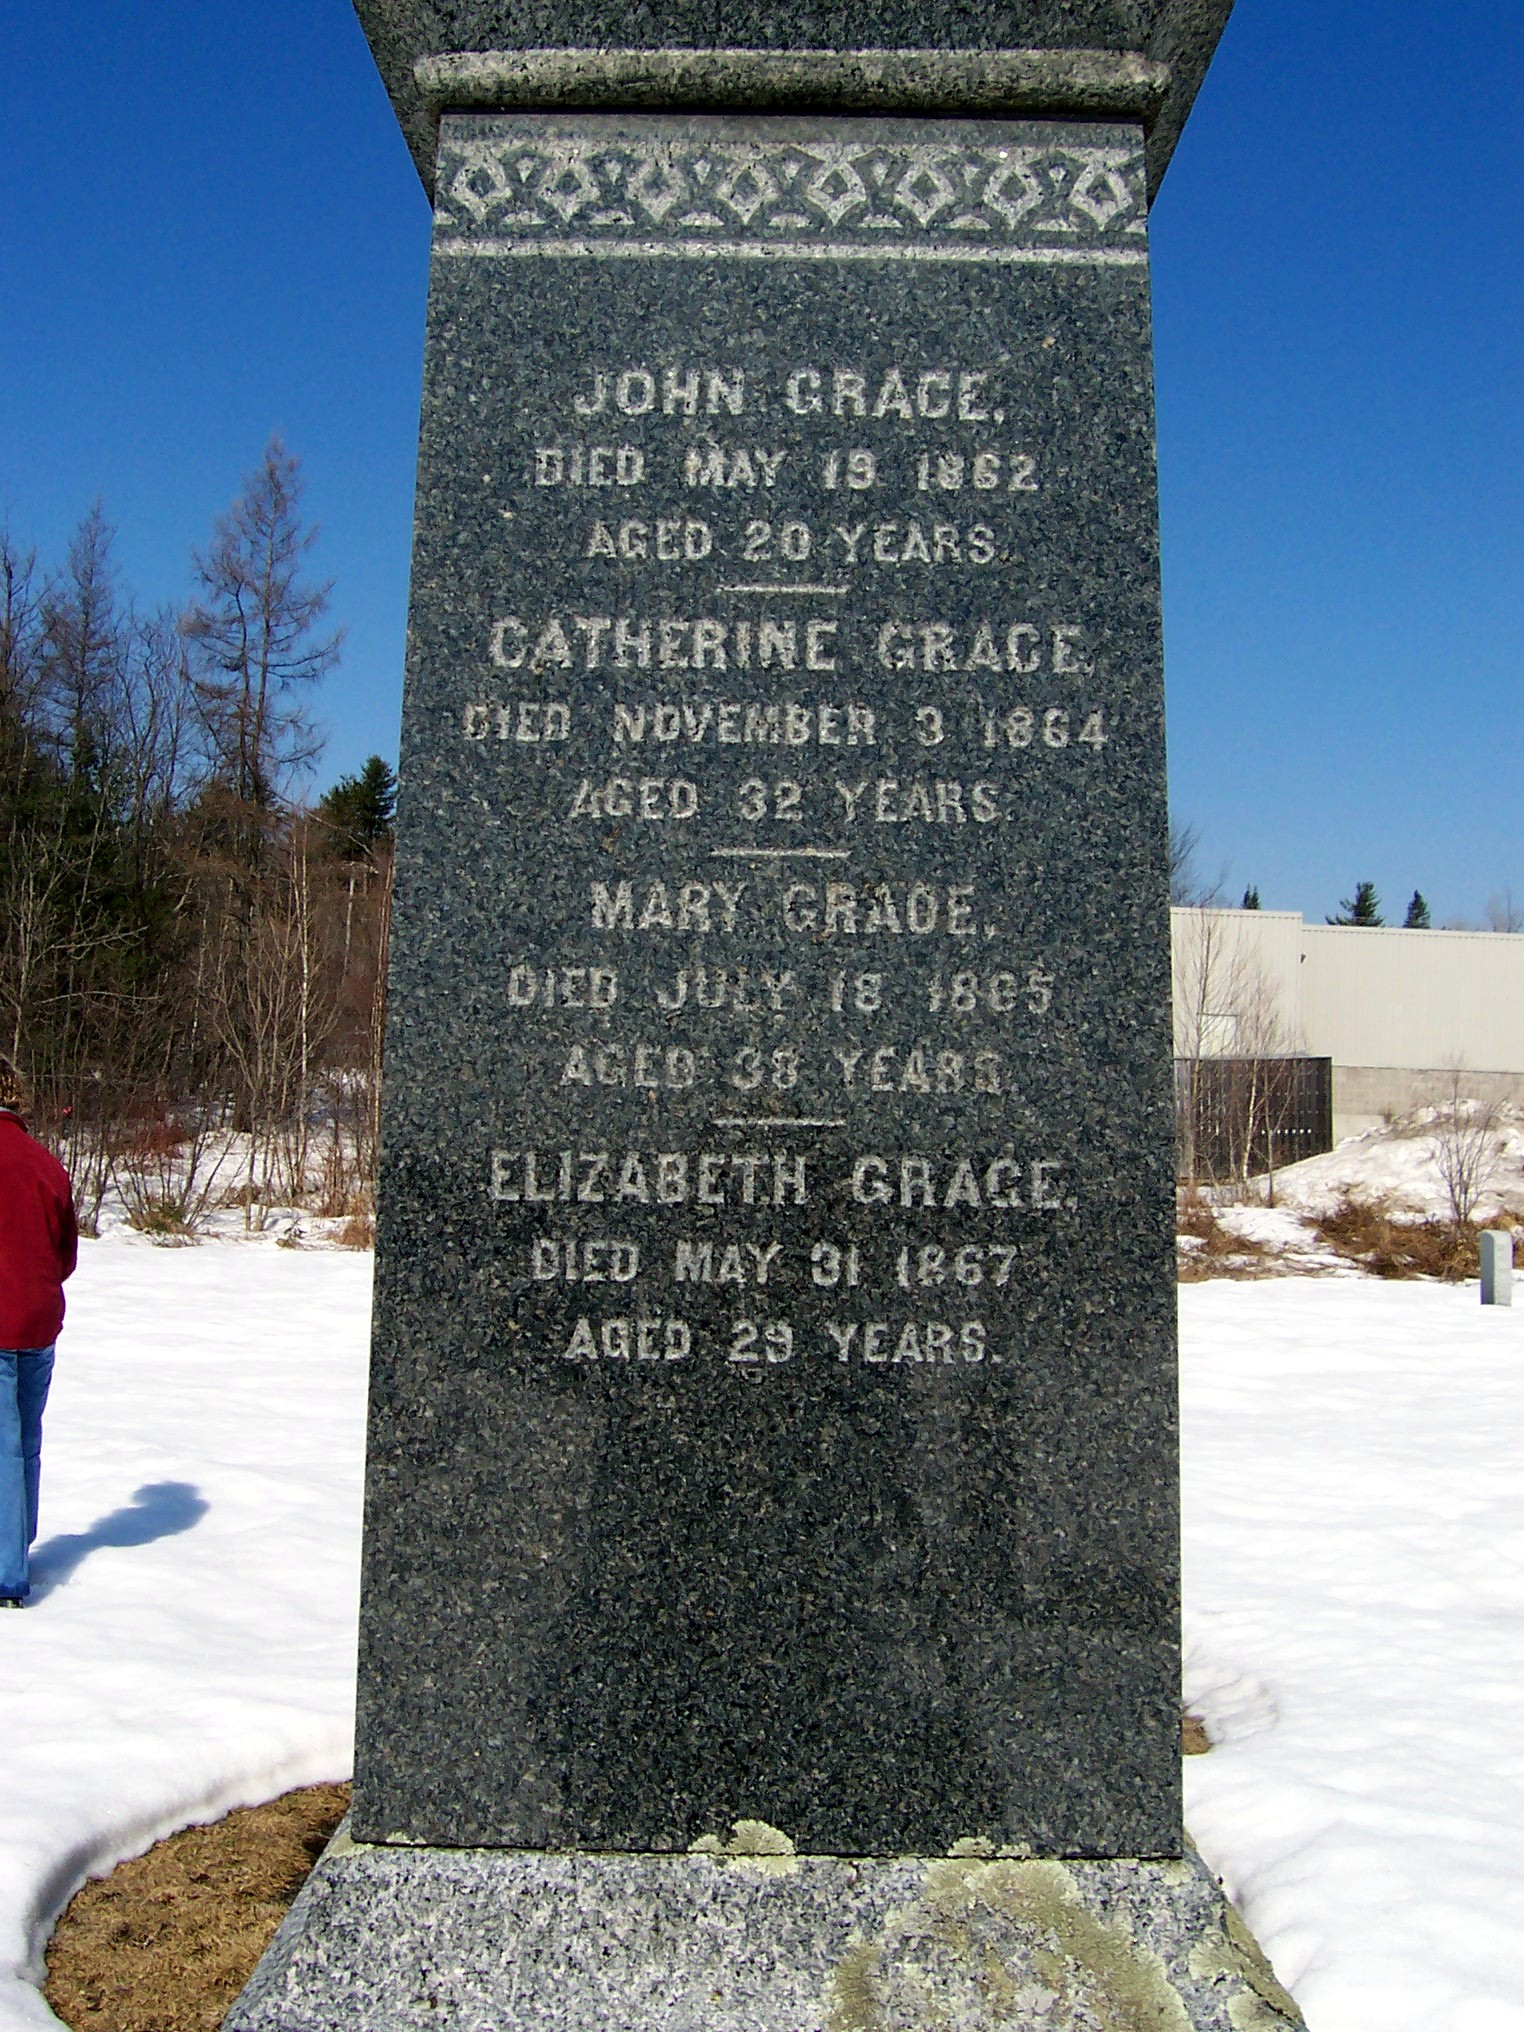 JOHN GRACE,
DIED MAY 19 1862
AGED 20 YEARS.
CATHERINE GRACE,
DIED NOVEMBER 3 1864
AGED 32 YEARS.
MARY GRACE,
DIED JULY 18 1865
AGED 38 YEARS.
ELIZABETH GRACE,
DIED MAY 31 1867
AGED 29 YEARS.